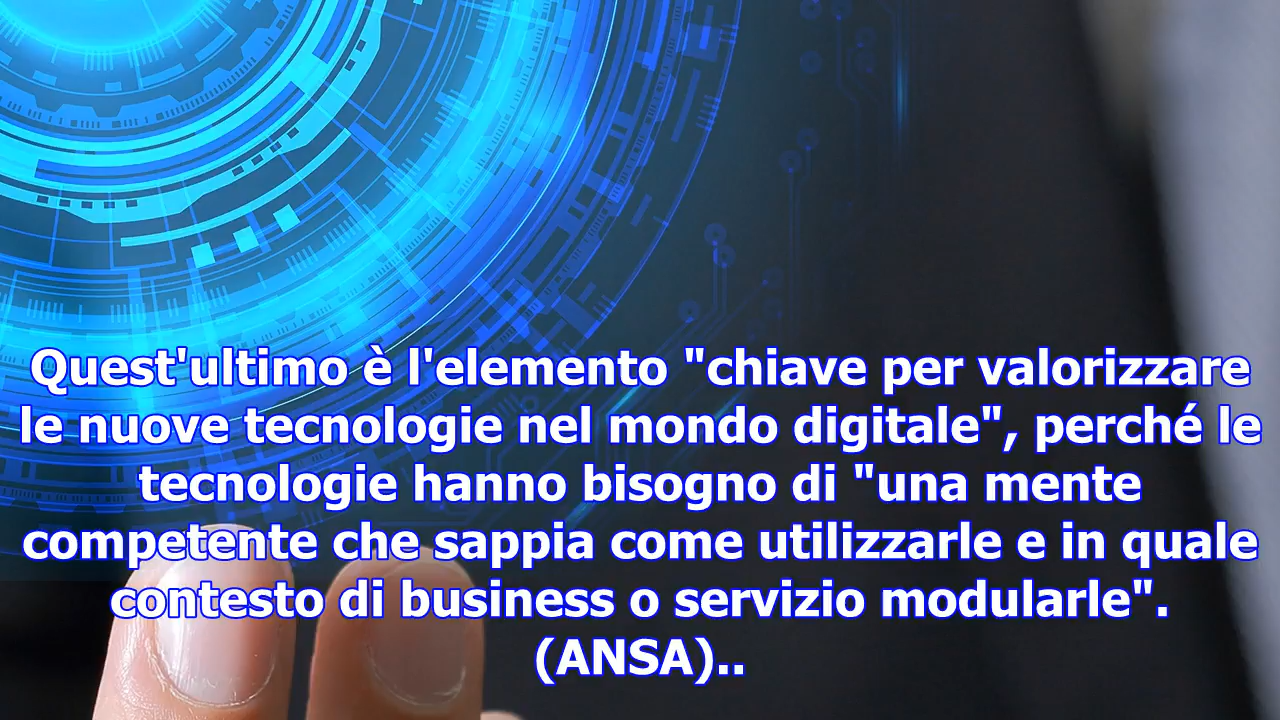 Quest'ultimo è l'elemento "chiave per valorizzare
le nuove tecnologie nel mondo digitale", perché le
tecnologie hanno bisogno di "una mente
competente che sappia come utilizzarle e in quale
contesto di business o servizio modularle".
(ANSA)..